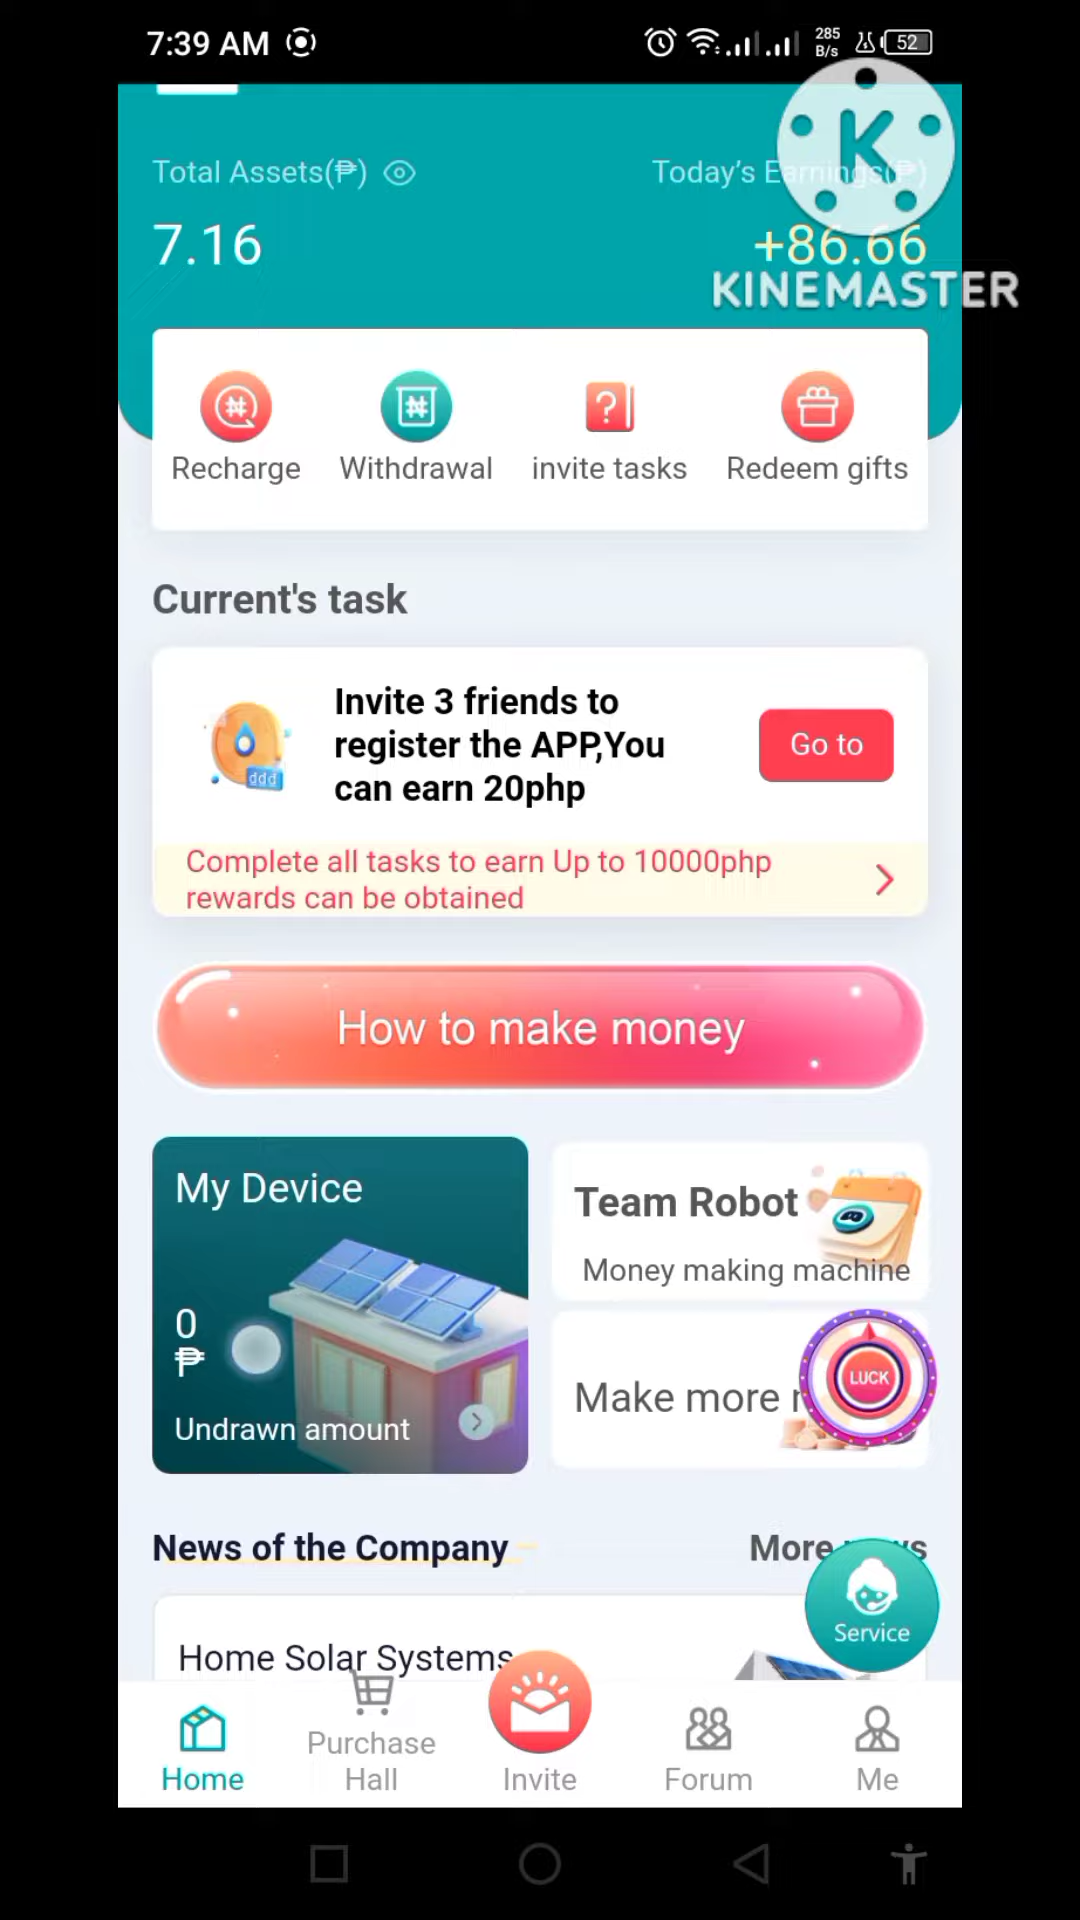 7:39 AM
285
B/s
52
Total Assets(₱)
Today's Earnings(₱)
7.16
+86.66
K
KINEMASTER
Recharge
Withdrawal
invite tasks
Redeem gifts
Current's task
Invite 3 friends to
register the APP,You
can earn 20php
Go to
ddd
Complete all tasks to earn Up to 10000php
rewards can be obtained
How to make money
My Device
0
₱
Undrawn amount
Team Robot
Money making machine
Make more
LUCK
News of the Company
More
Service
Home Solar Systems
Home
Purchase
Hall
Invite
Forum
Me